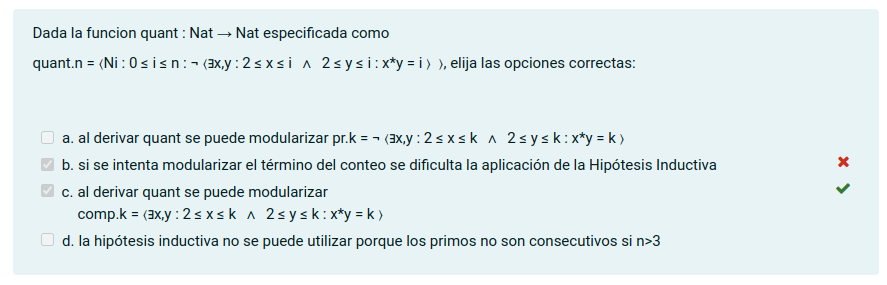 Dada la funcion quant : Nat → Nat especificada como
quant.n = ⟨Ni : 0 ≤ i ≤ n : ¬ ⟨∃x,y : 2 ≤ x ≤ i ∧ 2 ≤ y ≤ i : x*y = i ⟩ ⟩, elija las opciones correctas:
a. al derivar quant se puede modularizar pr.k = ¬ ⟨∃x,y : 2 ≤ x ≤ k ∧ 2 ≤ y ≤ k : x*y = k ⟩
b. si se intenta modularizar el término del conteo se dificulta la aplicación de la Hipótesis Inductiva
c. al derivar quant se puede modularizar
comp.k = ⟨∃x,y : 2 ≤ x ≤ k ∧ 2 ≤ y ≤ k : x*y = k ⟩
d. la hipótesis inductiva no se puede utilizar porque los primos no son consecutivos si n>3